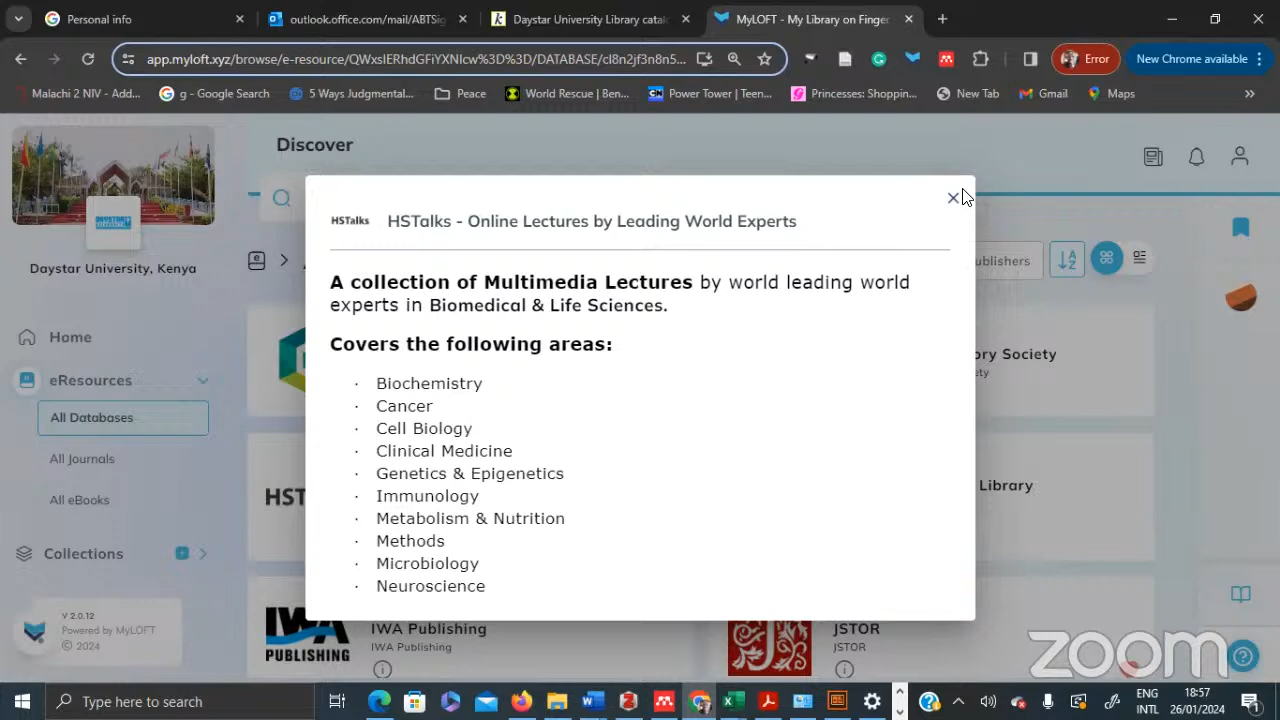 Personal info
outlook.office.com/mail/ABTSig
Daystar University Library catal
MyLOFT - My Library on Finger
app.myloft.xyz/browse/e-resource/QWxsIERhdGFiYXNlcw%3D%3D/DATABASE/cl8n2jf3n8n5...
Error
New Chrome available
Malachi 2 NIV - Add...
g - Google Search
5 Ways Judgmental...
Peace
World Rescue | Ben...
Power Tower | Teen...
Princesses: Shoppin...
New Tab
Gmail
Maps
Discover
DAYSTAR
Daystar University, Kenya
Home
eResources
All Databases
All Journals
All eBooks
Collections
V 2.0.12
Powered by MyLOFT
© 2024
HSTalks
HSTalks - Online Lectures by Leading World Experts
A collection of Multimedia Lectures by world leading world
experts in Biomedical & Life Sciences.
Covers the following areas:
· Biochemistry
· Cancer
· Cell Biology
· Clinical Medicine
· Genetics & Epigenetics
· Immunology
· Metabolism & Nutrition
· Methods
· Microbiology
· Neuroscience
ublishers
ory Society
ety
HST
Library
IWA
PUBLISHING
IWA Publishing
IWA Publishing
JSTOR
JSTOR
zoom
Type here to search
ENG
INTL
18:57
26/01/2024